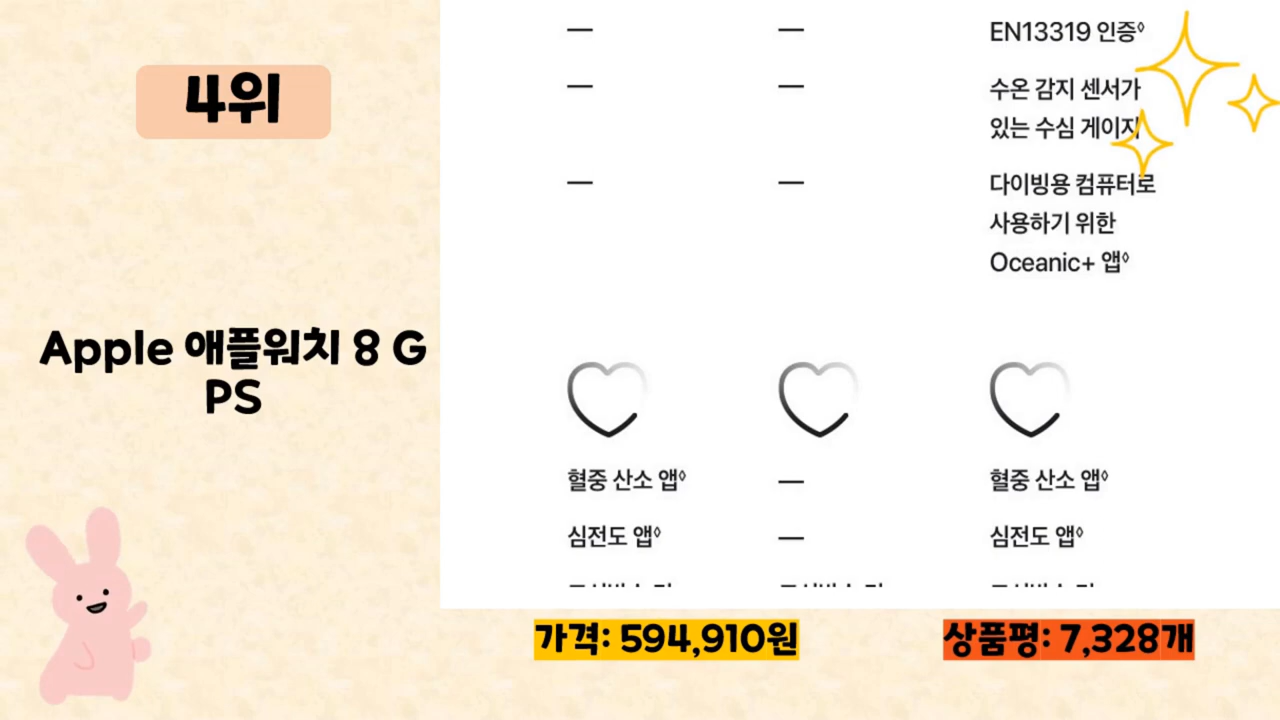 4위
Apple 애플워치 8 G
PS
— — EN13319 인증◊
— — 수온 감지 센서가
있는 수심 게이지
— — 다이빙용 컴퓨터로
사용하기 위한
Oceanic+ 앱◊
혈중 산소 앱◊ — 혈중 산소 앱◊
심전도 앱◊ — 심전도 앱◊
가격: 594,910원
상품평: 7,328개